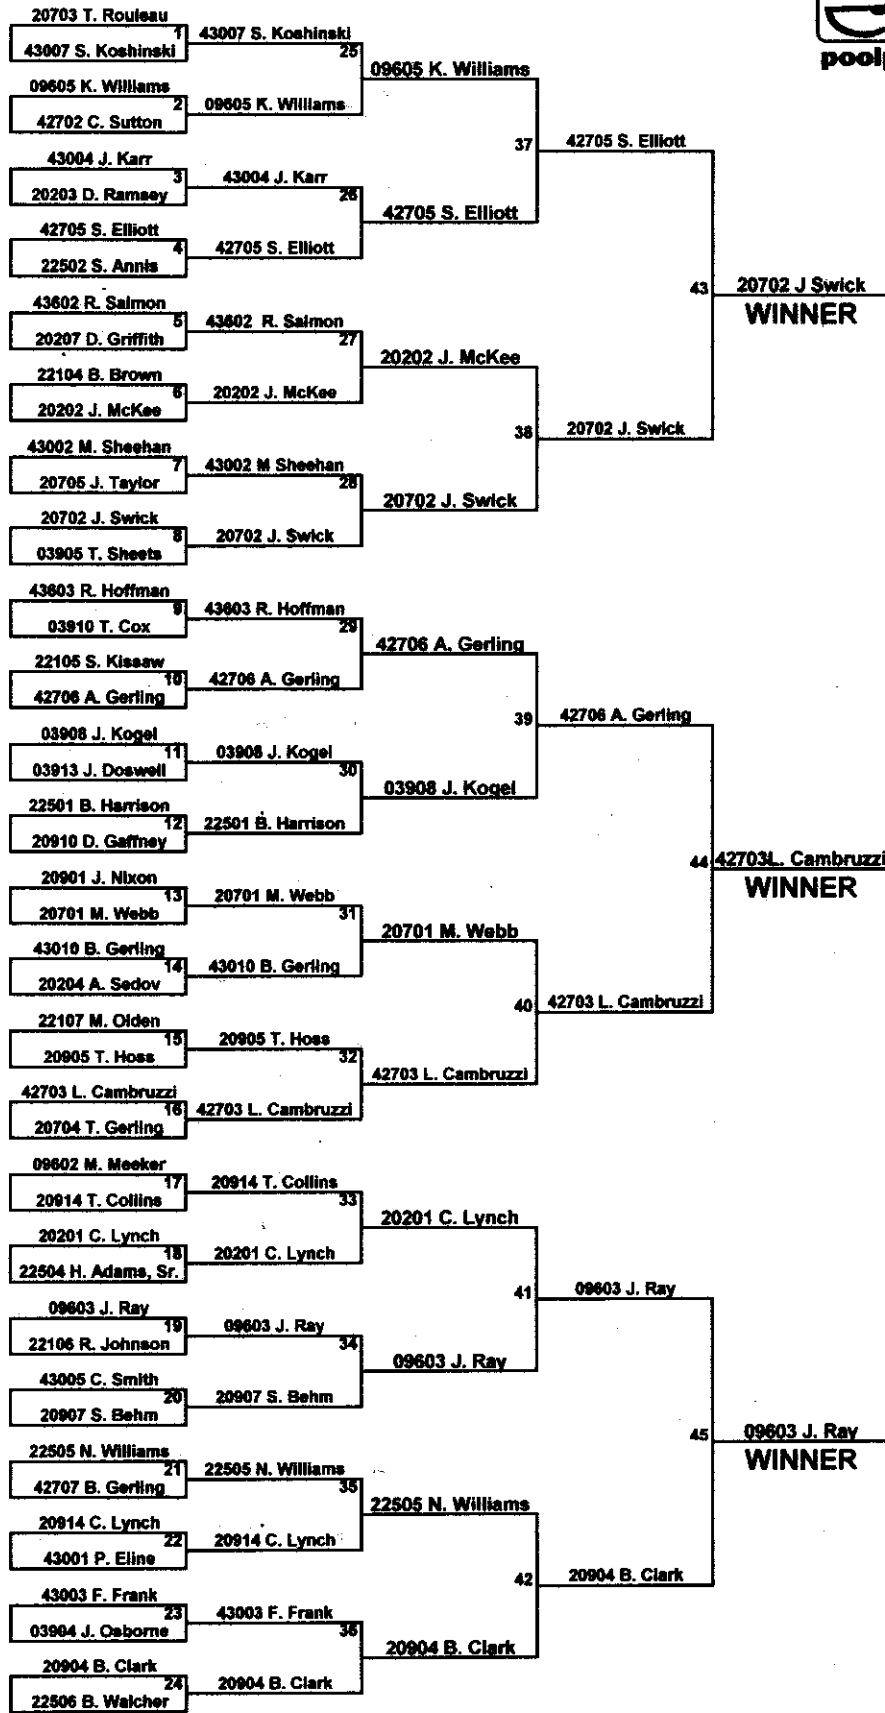 20703 T. Rouleau
1
43007 S. Koshinski
43007 S. Koshinski
25
09605 K. Williams
2
42702 C. Sutton
09605 K. Williams
09605 K. Williams
43004 J. Karr
3
20203 D. Ramsey
43004 J. Karr
26
42705 S. Elliott
4
22502 S. Annis
42705 S. Elliott
42705 S. Elliott
37
42705 S. Elliott
43602 R. Salmon
5
20207 D. Griffith
43602 R. Salmon
27
22104 B. Brown
6
20202 J. McKee
20202 J. McKee
20202 J. McKee
43002 M. Sheehan
7
20705 J. Taylor
43002 M Sheehan
28
20702 J. Swick
8
03905 T. Sheets
20702 J. Swick
20702 J. Swick
38
20702 J. Swick
43
20702 J Swick
WINNER
43603 R. Hoffman
9
03910 T. Cox
43603 R. Hoffman
29
22105 S. Kissaw
10
42706 A. Gerling
42706 A. Gerling
42706 A. Gerling
03908 J. Kogel
11
03913 J. Doswell
03908 J. Kogel
30
22501 B. Harrison
12
20910 D. Gaffney
22501 B. Harrison
03908 J. Kogel
39
42706 A. Gerling
20901 J. Nixon
13
20701 M. Webb
20701 M. Webb
31
43010 B. Gerling
14
20204 A. Sedov
43010 B. Gerling
20701 M. Webb
22107 M. Olden
15
20905 T. Hoss
20905 T. Hoss
32
42703 L. Cambruzzi
16
20704 T. Gerling
42703 L. Cambruzzi
42703 L. Cambruzzi
40
42703 L. Cambruzzi
44
42703L. Cambruzzi
WINNER
09602 M. Meeker
17
20914 T. Collins
20914 T. Collins
33
20201 C. Lynch
18
22504 H. Adams, Sr.
20201 C. Lynch
20201 C. Lynch
09603 J. Ray
19
22106 R. Johnson
09603 J. Ray
34
43005 C. Smith
20
20907 S. Behm
20907 S. Behm
09603 J. Ray
41
09603 J. Ray
22505 N. Williams
21
42707 B. Gerling
22505 N. Williams
35
20914 C. Lynch
22
43001 P. Eline
20914 C. Lynch
22505 N. Williams
43003 F. Frank
23
03904 J. Osborne
43003 F. Frank
36
20904 B. Clark
24
22506 B. Walcher
20904 B. Clark
20904 B. Clark
42
20904 B. Clark
45
09603 J. Ray
WINNER